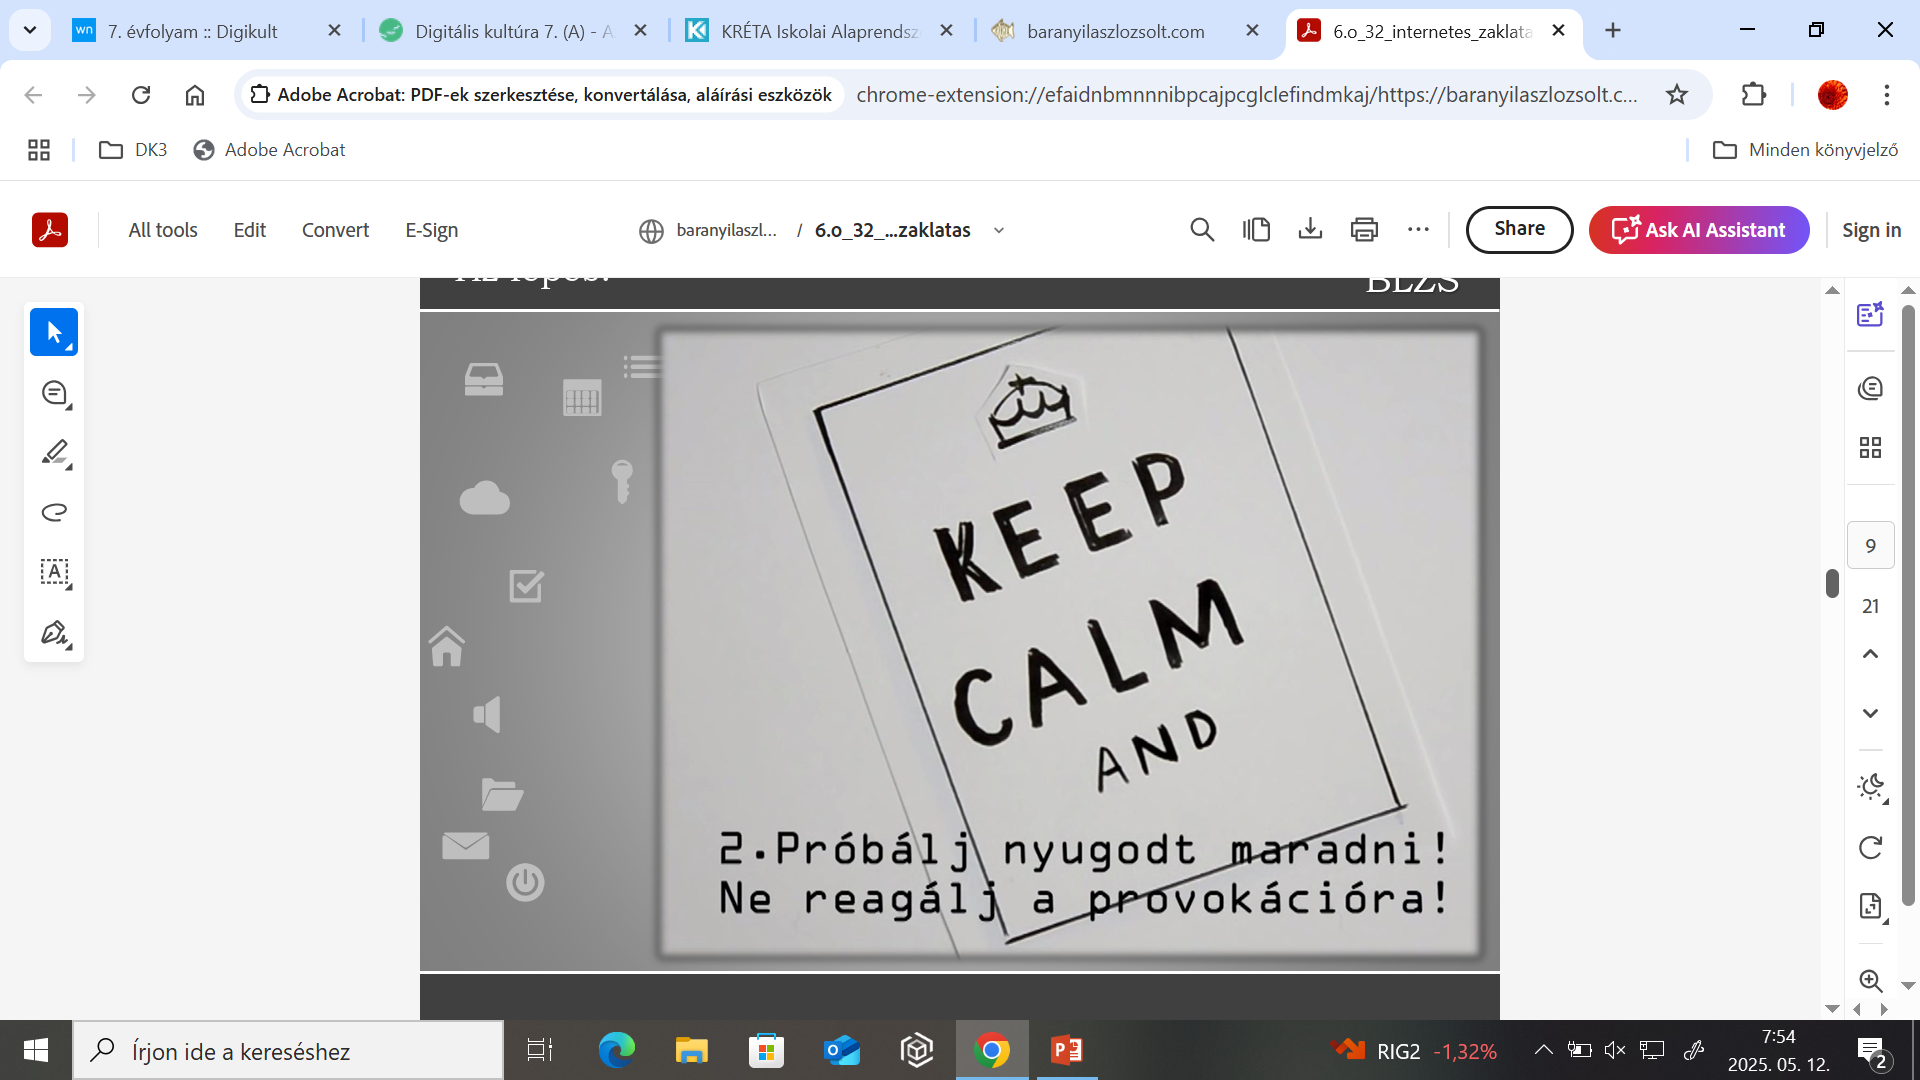 7. évfolyam :: Digikult
Digitális kultúra 7. (A) - A
KRÉTA Iskolai Alaprendsz
baranyilaszlozsolt.com
6.o_32_internetes_zaklata
Adobe Acrobat: PDF-ek szerkesztése, konvertálása, aláírási eszközök
chrome-extension://efaidnbmnnnibpcajpcglclefindmkaj/https://baranyilaszlozsolt.c...
DK3
Adobe Acrobat
Minden könyvjelző
All tools
Edit
Convert
E-Sign
baranyilaszl... / 6.o_32_...zaklatas
Share
Ask AI Assistant
Sign in
BLZS
KEEP
CALM
AND
2.Próbálj nyugodt maradni!
Ne reagálj a provokációra!
9
21
Írjon ide a kereséshez
RIG2 -1,32%
7:54
2025. 05. 12.
2